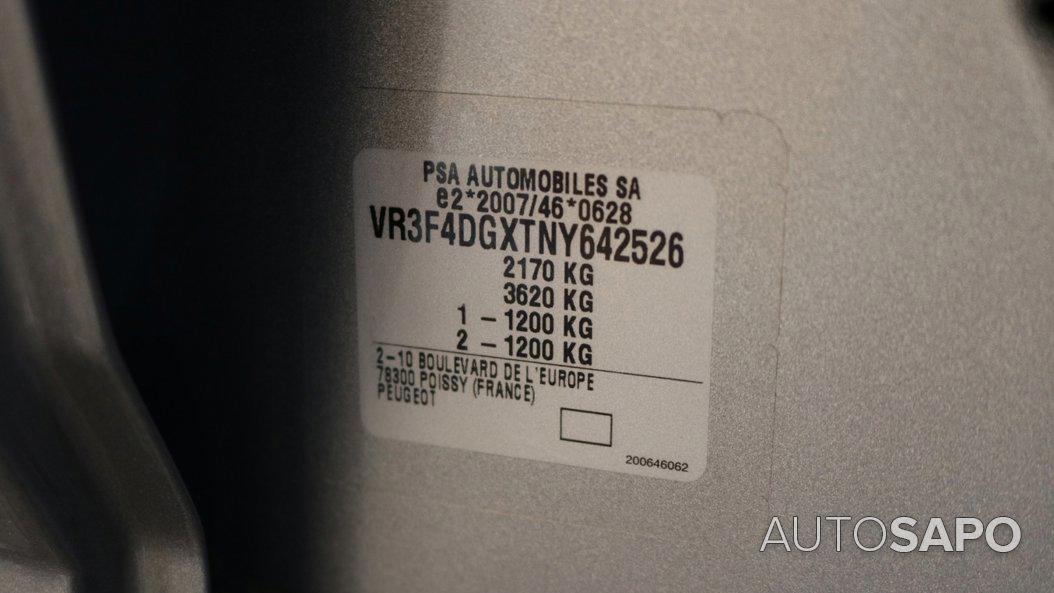 PSA AUTOMOBILES SA
e2*2007/46*0628
VR3F4DGXTNY642526
2170 KG
3620 KG
1 – 1200 KG
2 – 1200 KG
2–10 BOULEVARD DE L'EUROPE
78300 POISSY (FRANCE)
PEUGEOT
200646062
AUTOSAPO